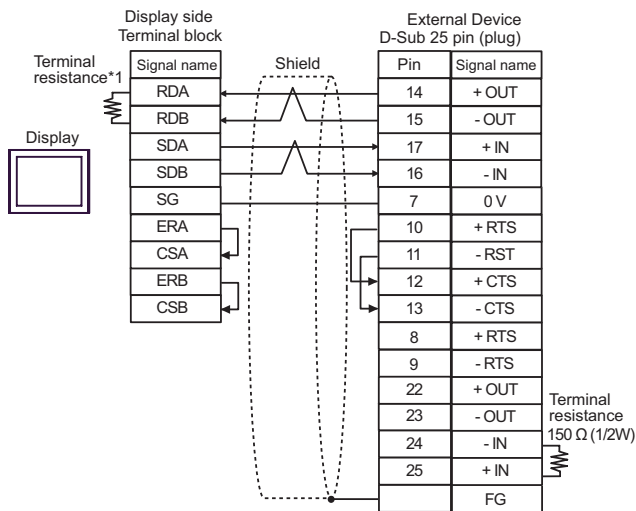 Display side
Terminal block
External Device
D-Sub 25 pin (plug)
Terminal
resistance*1
Signal name
Shield
Pin
Signal name
RDA
14
+ OUT
RDB
15
- OUT
Display
SDA
17
+ IN
SDB
16
- IN
SG
7
0 V
ERA
10
+ RTS
CSA
11
- RST
ERB
12
+ CTS
CSB
13
- CTS
8
+ RTS
9
- RTS
22
+ OUT
23
- OUT
Terminal
resistance
150 Ω (1/2W)
24
- IN
25
+ IN
FG